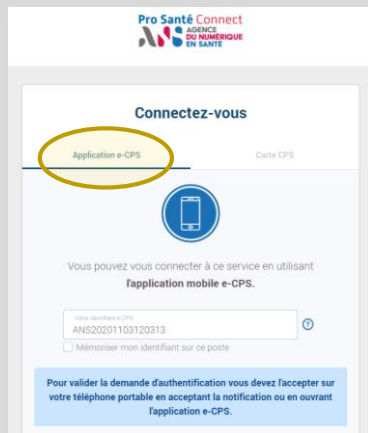 Pro Santé Connect
AGENCE
DU NUMÉRIQUE
EN SANTÉ
Connectez-vous
Application e-CPS
Carte CPS
Vous pouvez vous connecter à ce service en utilisant
l'application mobile e-CPS.
Votre identifiant e-CPS
ANS20201103120313
?
Mémoriser mon identifiant sur ce poste
Pour valider la demande d'authentification vous devez l'accepter sur
votre téléphone portable en acceptant la notification ou en ouvrant
l'application e-CPS.